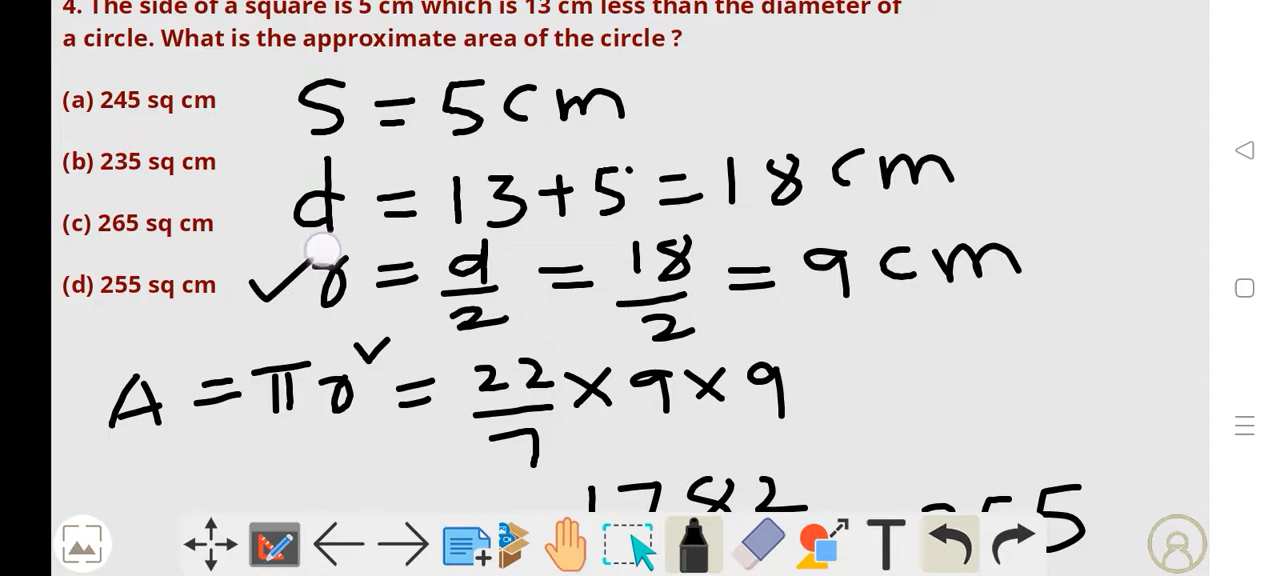 4. The side of a square is 5 cm which is 13 cm less than the diameter of
a circle. What is the approximate area of the circle ?
(a) 245 sq cm
S = 5 cm
(b) 235 sq cm
d = 13 + 5 = 18 cm
(c) 265 sq cm
r = d/2 = 18/2 = 9 cm
(d) 255 sq cm
A = πr² = 22/7 × 9 × 9
1782 255
T